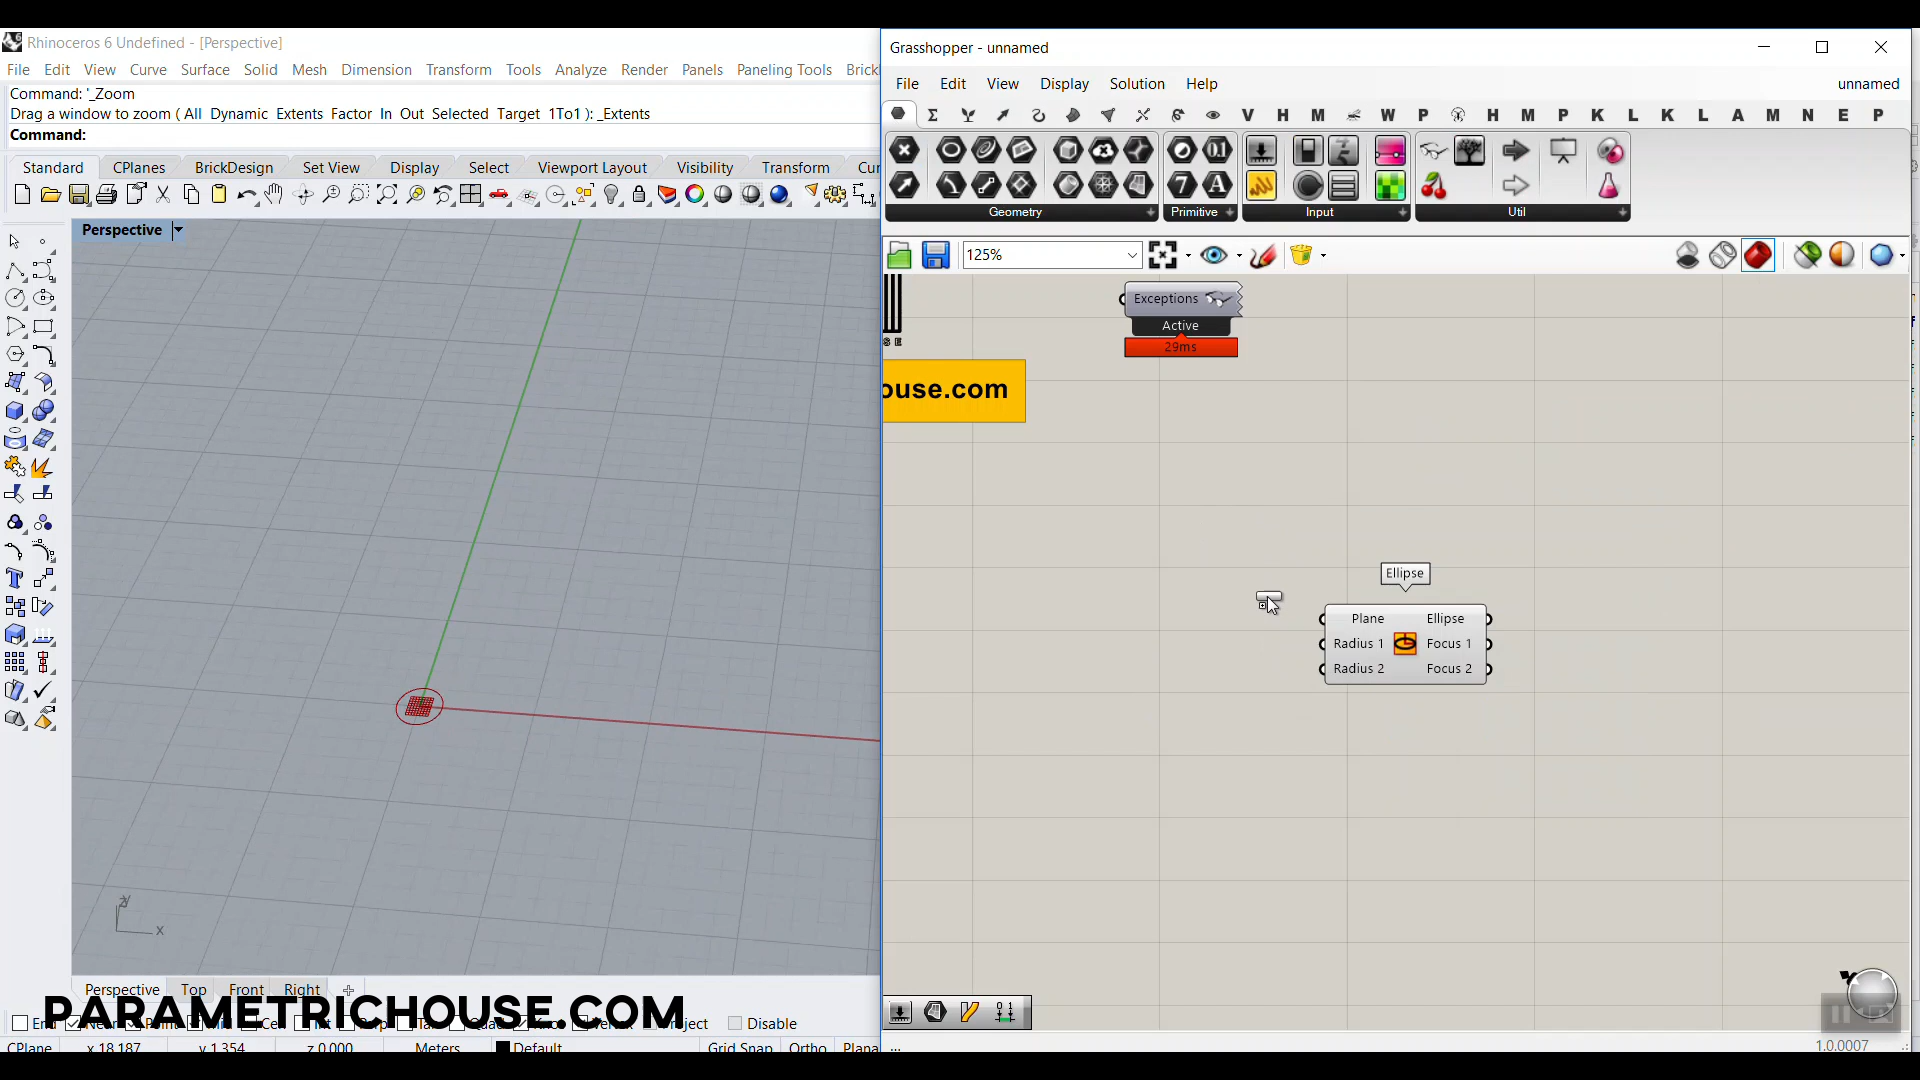 Rhinoceros 6 Undefined - [Perspective]
File Edit View Curve Surface Solid Mesh Dimension Transform Tools Analyze Render Panels Paneling Tools
Command: '_Zoom
Drag a window to zoom ( All Dynamic Extents Factor In Out Selected Target 1To1 ): _Extents
Command:
Standard CPlanes BrickDesign Set View Display Select Viewport Layout Visibility Transform
Perspective
z y
x
Perspective Top Front Right
PARAMETRICHOUSE.COM
Disable
CPlane x 18.187 y 1.354 z 0.000 Meters Default Grid Snap Ortho
Grasshopper - unnamed
File Edit View Display Solution Help unnamed
V H M W P H M P K L K L A M N E P
Geometry Primitive Input Util
125%
Exceptions
Active
29ms
S E
ouse.com
Ellipse
Plane Ellipse
Radius 1 Focus 1
Radius 2 Focus 2
... 1.0.0007